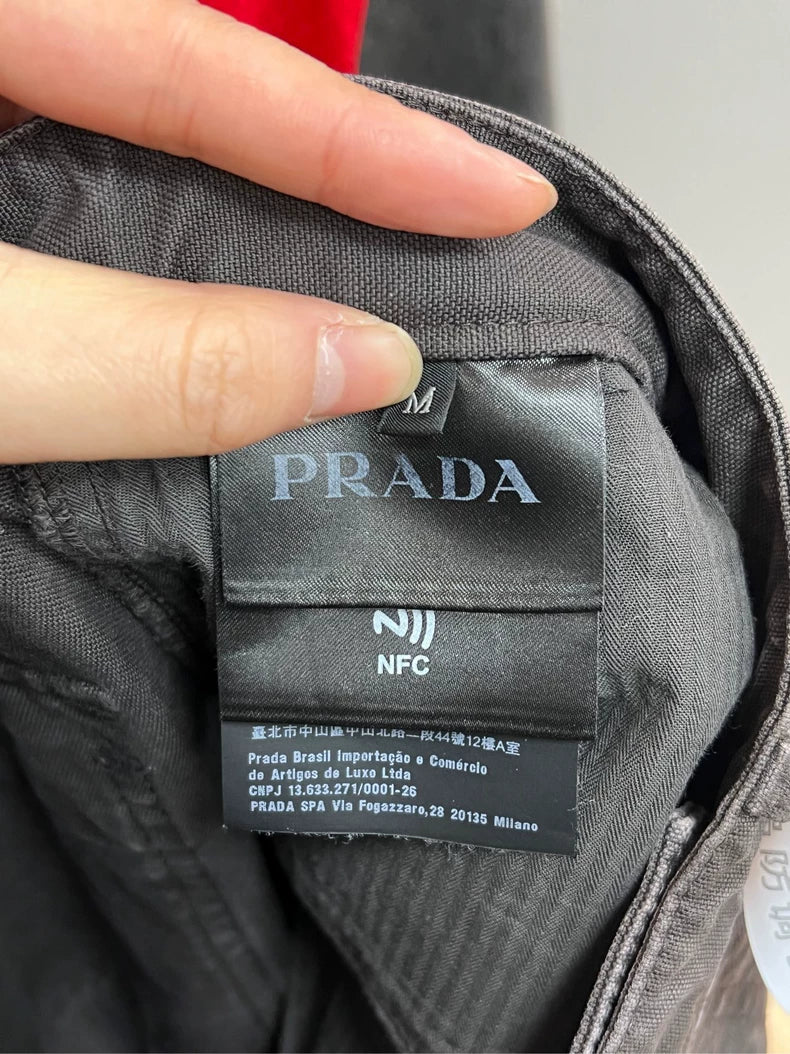 M
PRADA
NFC
臺北市中山區中山北路二段44號12樓A室
Prada Brasil Importação e Comércio
de Artigos de Luxo Ltda
CNPJ 13.633.271/0001-26
PRADA SPA Via Fogazzaro,28 20135 Milano